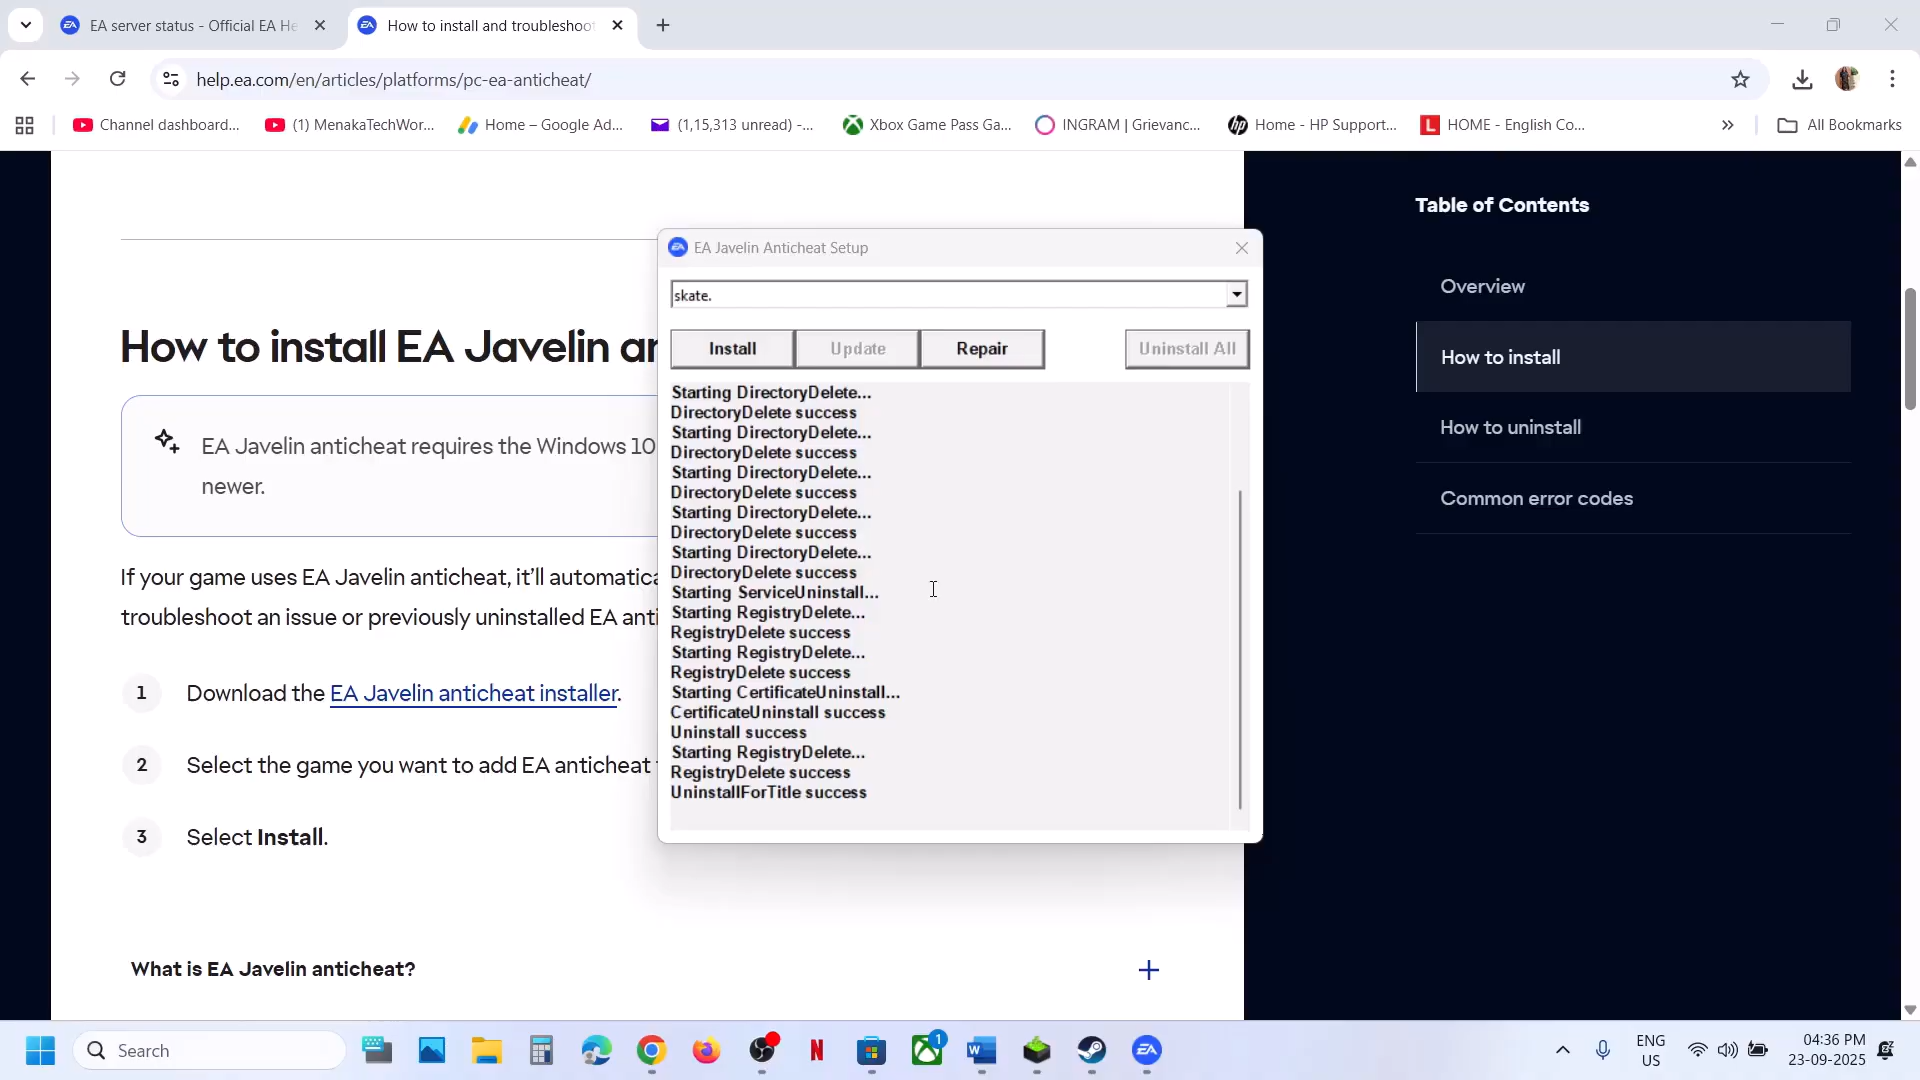 EA server status - Official EA He
How to install and troubleshoot
help.ea.com/en/articles/platforms/pc-ea-anticheat/
Channel dashboard...
(1) MenakaTechWor...
Home – Google Ad...
(1,15,313 unread) -...
Xbox Game Pass Ga...
INGRAM | Grievanc...
Home - HP Support...
HOME - English Co...
All Bookmarks
How to install EA Javelin an
EA Javelin anticheat requires the Windows 10
newer.
If your game uses EA Javelin anticheat, it'll automatica
troubleshoot an issue or previously uninstalled EA anti
1 Download the EA Javelin anticheat installer.
2 Select the game you want to add EA anticheat
3 Select Install.
What is EA Javelin anticheat?
EA Javelin Anticheat Setup
skate.
Install Update Repair Uninstall All
Starting DirectoryDelete...
DirectoryDelete success
Starting DirectoryDelete...
DirectoryDelete success
Starting DirectoryDelete...
DirectoryDelete success
Starting DirectoryDelete...
DirectoryDelete success
Starting DirectoryDelete...
DirectoryDelete success
Starting ServiceUninstall...
Starting RegistryDelete...
RegistryDelete success
Starting RegistryDelete...
RegistryDelete success
Starting CertificateUninstall...
CertificateUninstall success
Uninstall success
Starting RegistryDelete...
RegistryDelete success
UninstallForTitle success
Table of Contents
Overview
How to install
How to uninstall
Common error codes
Search
1
ENG
US
04:36 PM
23-09-2025